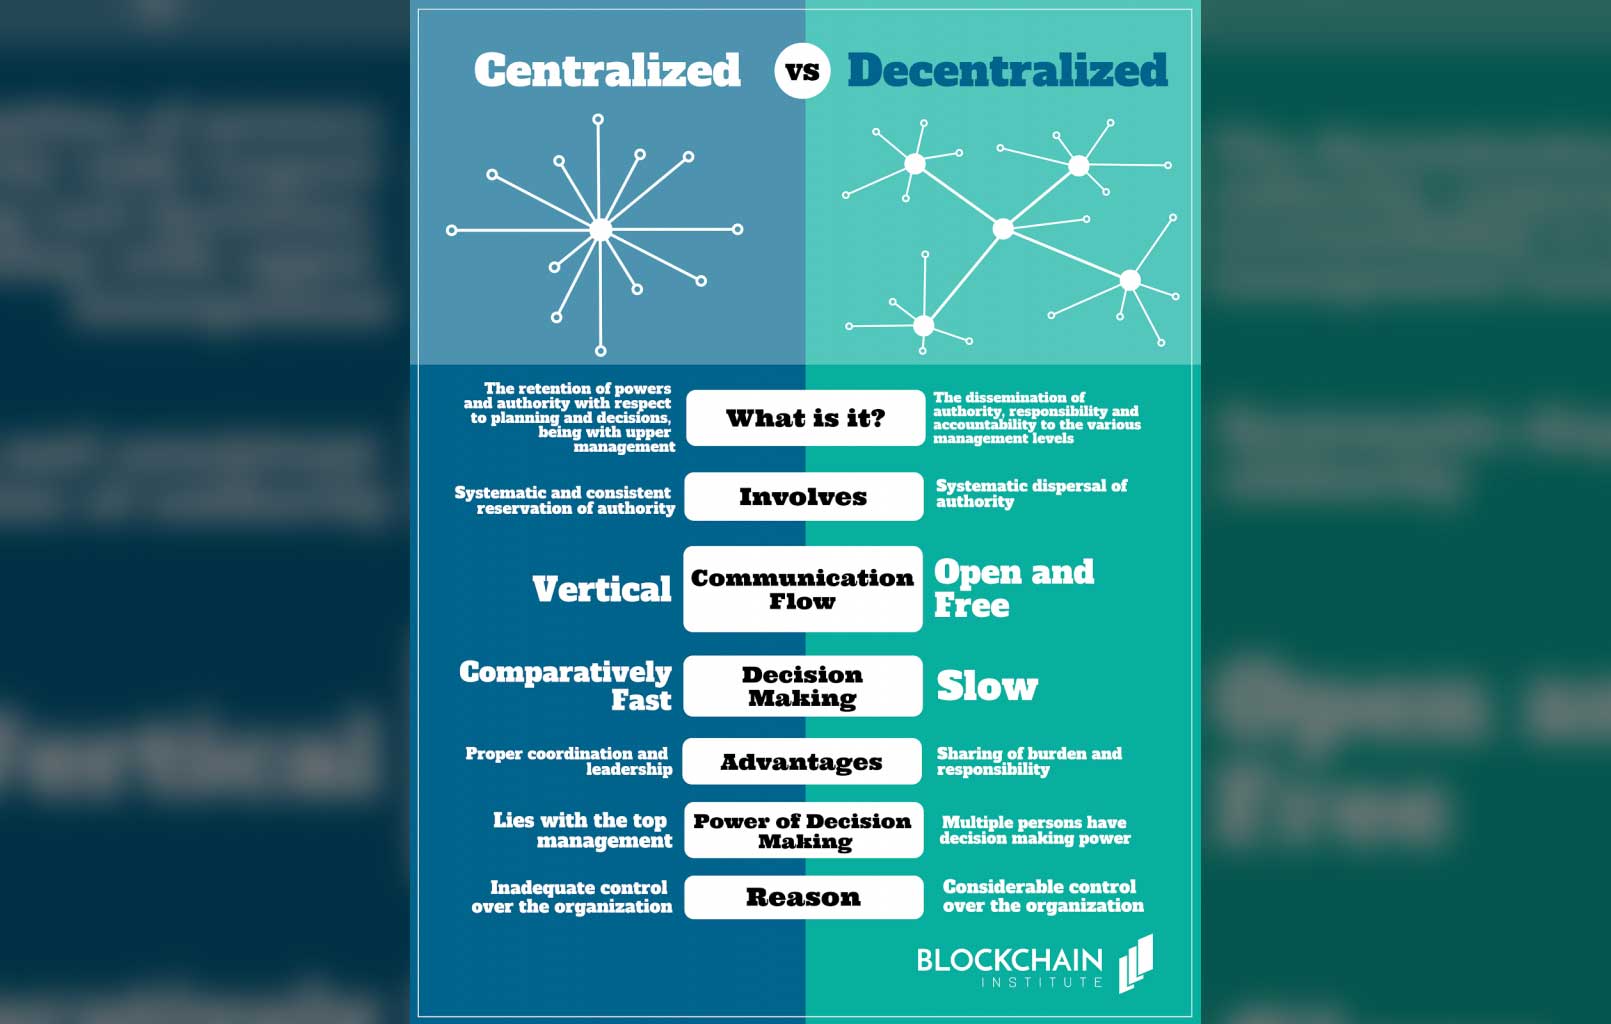 Centralized
vs
Decentralized
The retention of powers
and authority with respect
to planning and decisions,
being with upper
management
What is it?
The dissemination of
authority, responsibility and
accountability to the various
management levels
Systematic and consistent
reservation of authority
Involves
Systematic dispersal of
authority
Vertical
Communication
Flow
Open and
Free
Comparatively
Fast
Decision
Making
Slow
Proper coordination and
leadership
Advantages
Sharing of burden and
responsibility
Lies with the top
management
Power of Decision
Making
Multiple persons have
decision making power
Inadequate control
over the organization
Reason
Considerable control
over the organization
BLOCKCHAIN
INSTITUTE